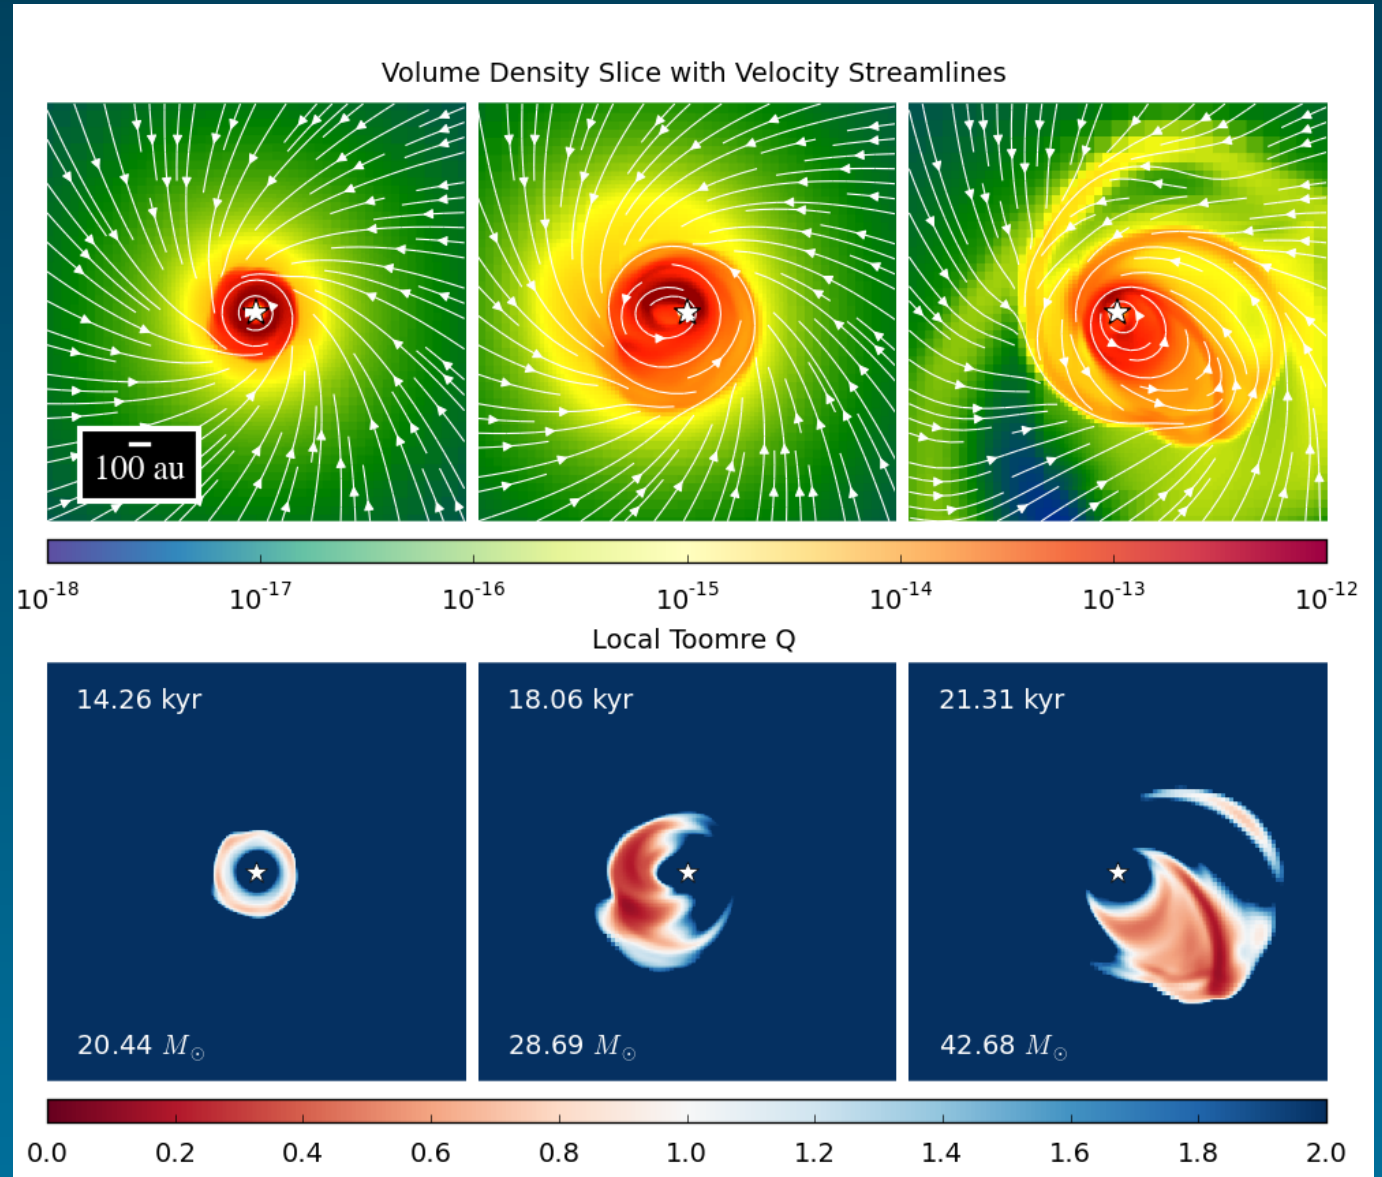 Volume Density Slice with Velocity Streamlines
100 au
10^-18 10^-17 10^-16 10^-15 10^-14 10^-13 10^-12
Local Toomre Q
14.26 kyr 18.06 kyr 21.31 kyr
20.44 M☉ 28.69 M☉ 42.68 M☉
0.0 0.2 0.4 0.6 0.8 1.0 1.2 1.4 1.6 1.8 2.0